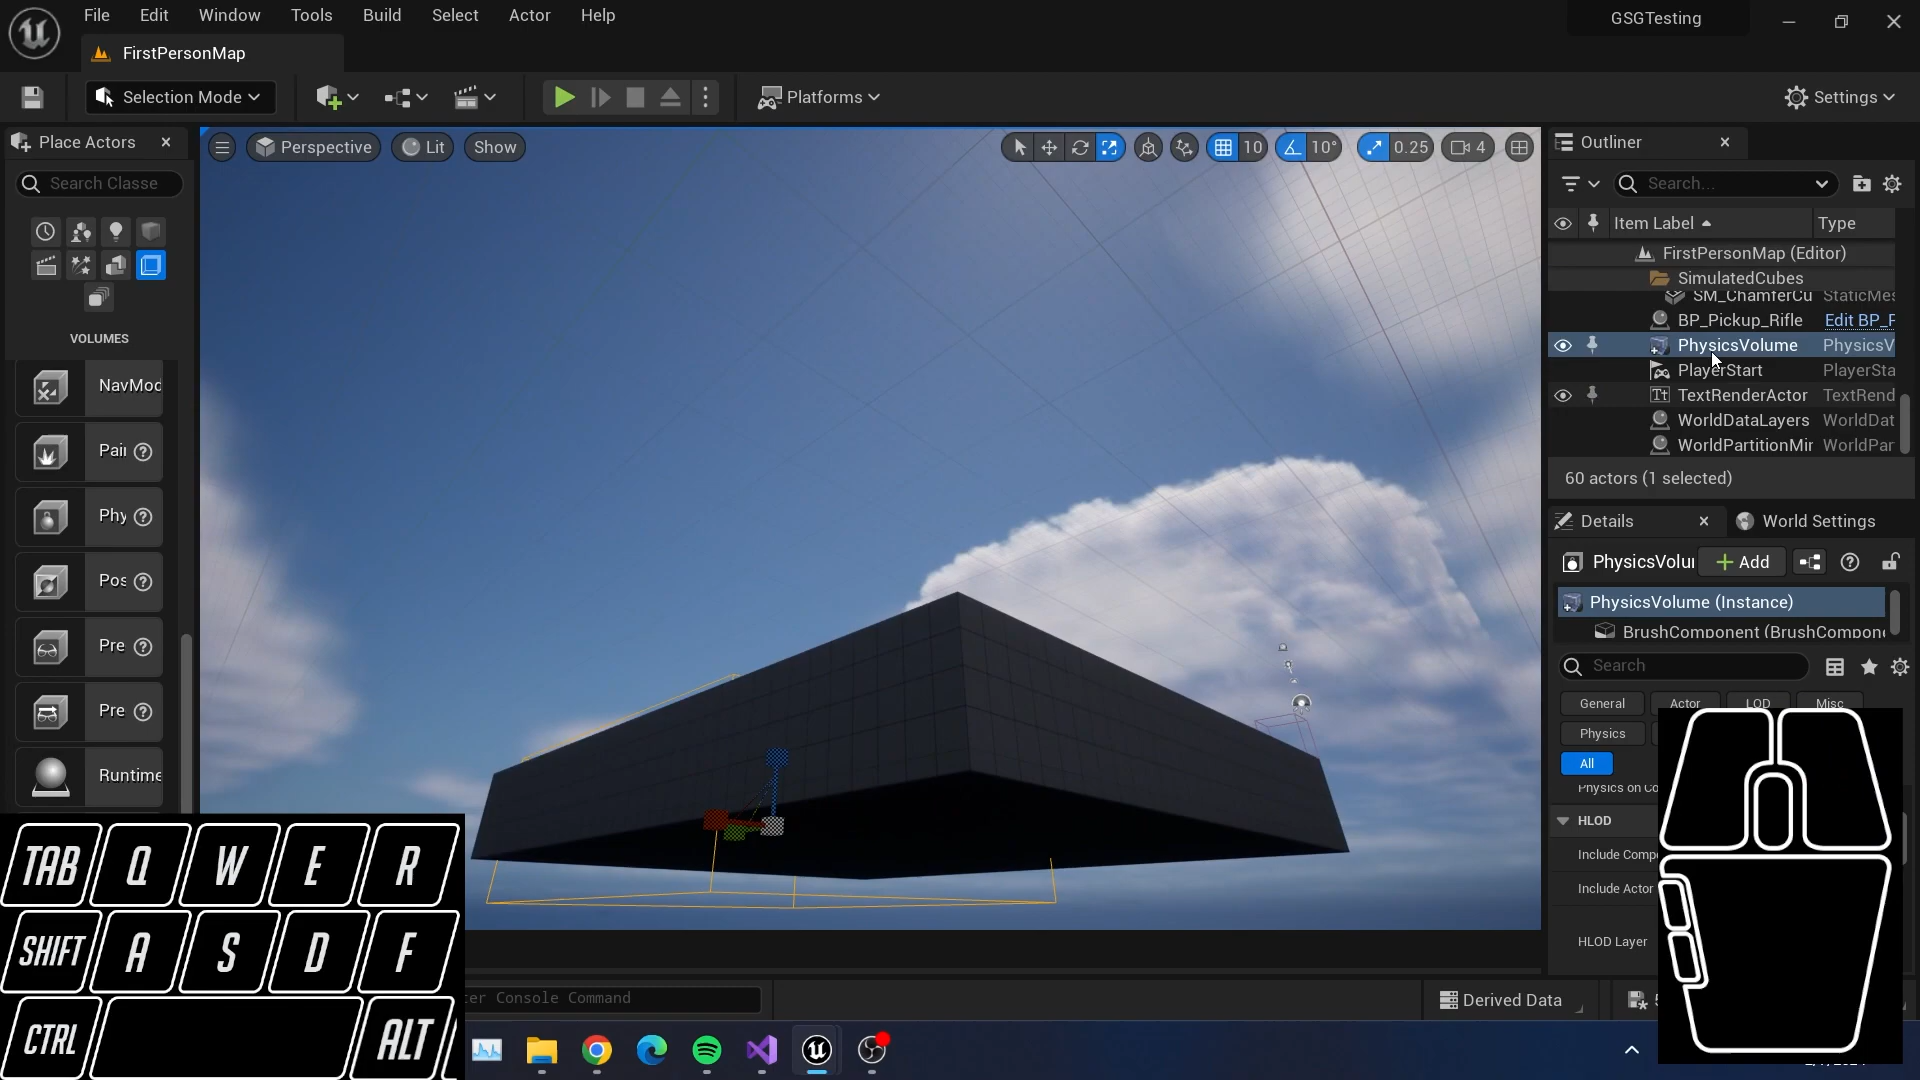 File Edit Window Tools Build Select Actor Help
GSGTesting
FirstPersonMap
Selection Mode
Platforms
Settings
Place Actors
Search Classe
VOLUMES
NavMod
Pai
Phy
Pos
Pre
Pre
Runtime
Perspective
Lit
Show
10
10°
0.25
4
Outliner
Search...
Item Label
Type
FirstPersonMap (Editor)
SimulatedCubes
SM_ChamferCu StaticMes
BP_Pickup_Rifle Edit BP_F
PhysicsVolume PhysicsV
PlayerStart PlayerSta
TextRenderActor TextRend
WorldDataLayers WorldDat
WorldPartitionMir WorldPar
60 actors (1 selected)
Details
World Settings
PhysicsVolu
Add
PhysicsVolume (Instance)
BrushComponent (BrushCompone
Search
General
Actor
LOD
Misc
Physics
All
Physics on Co
HLOD
Include Comp
Include Actor
HLOD Layer
TAB Q W E R
SHIFT A S D F
CTRL ALT
ter Console Command
Derived Data